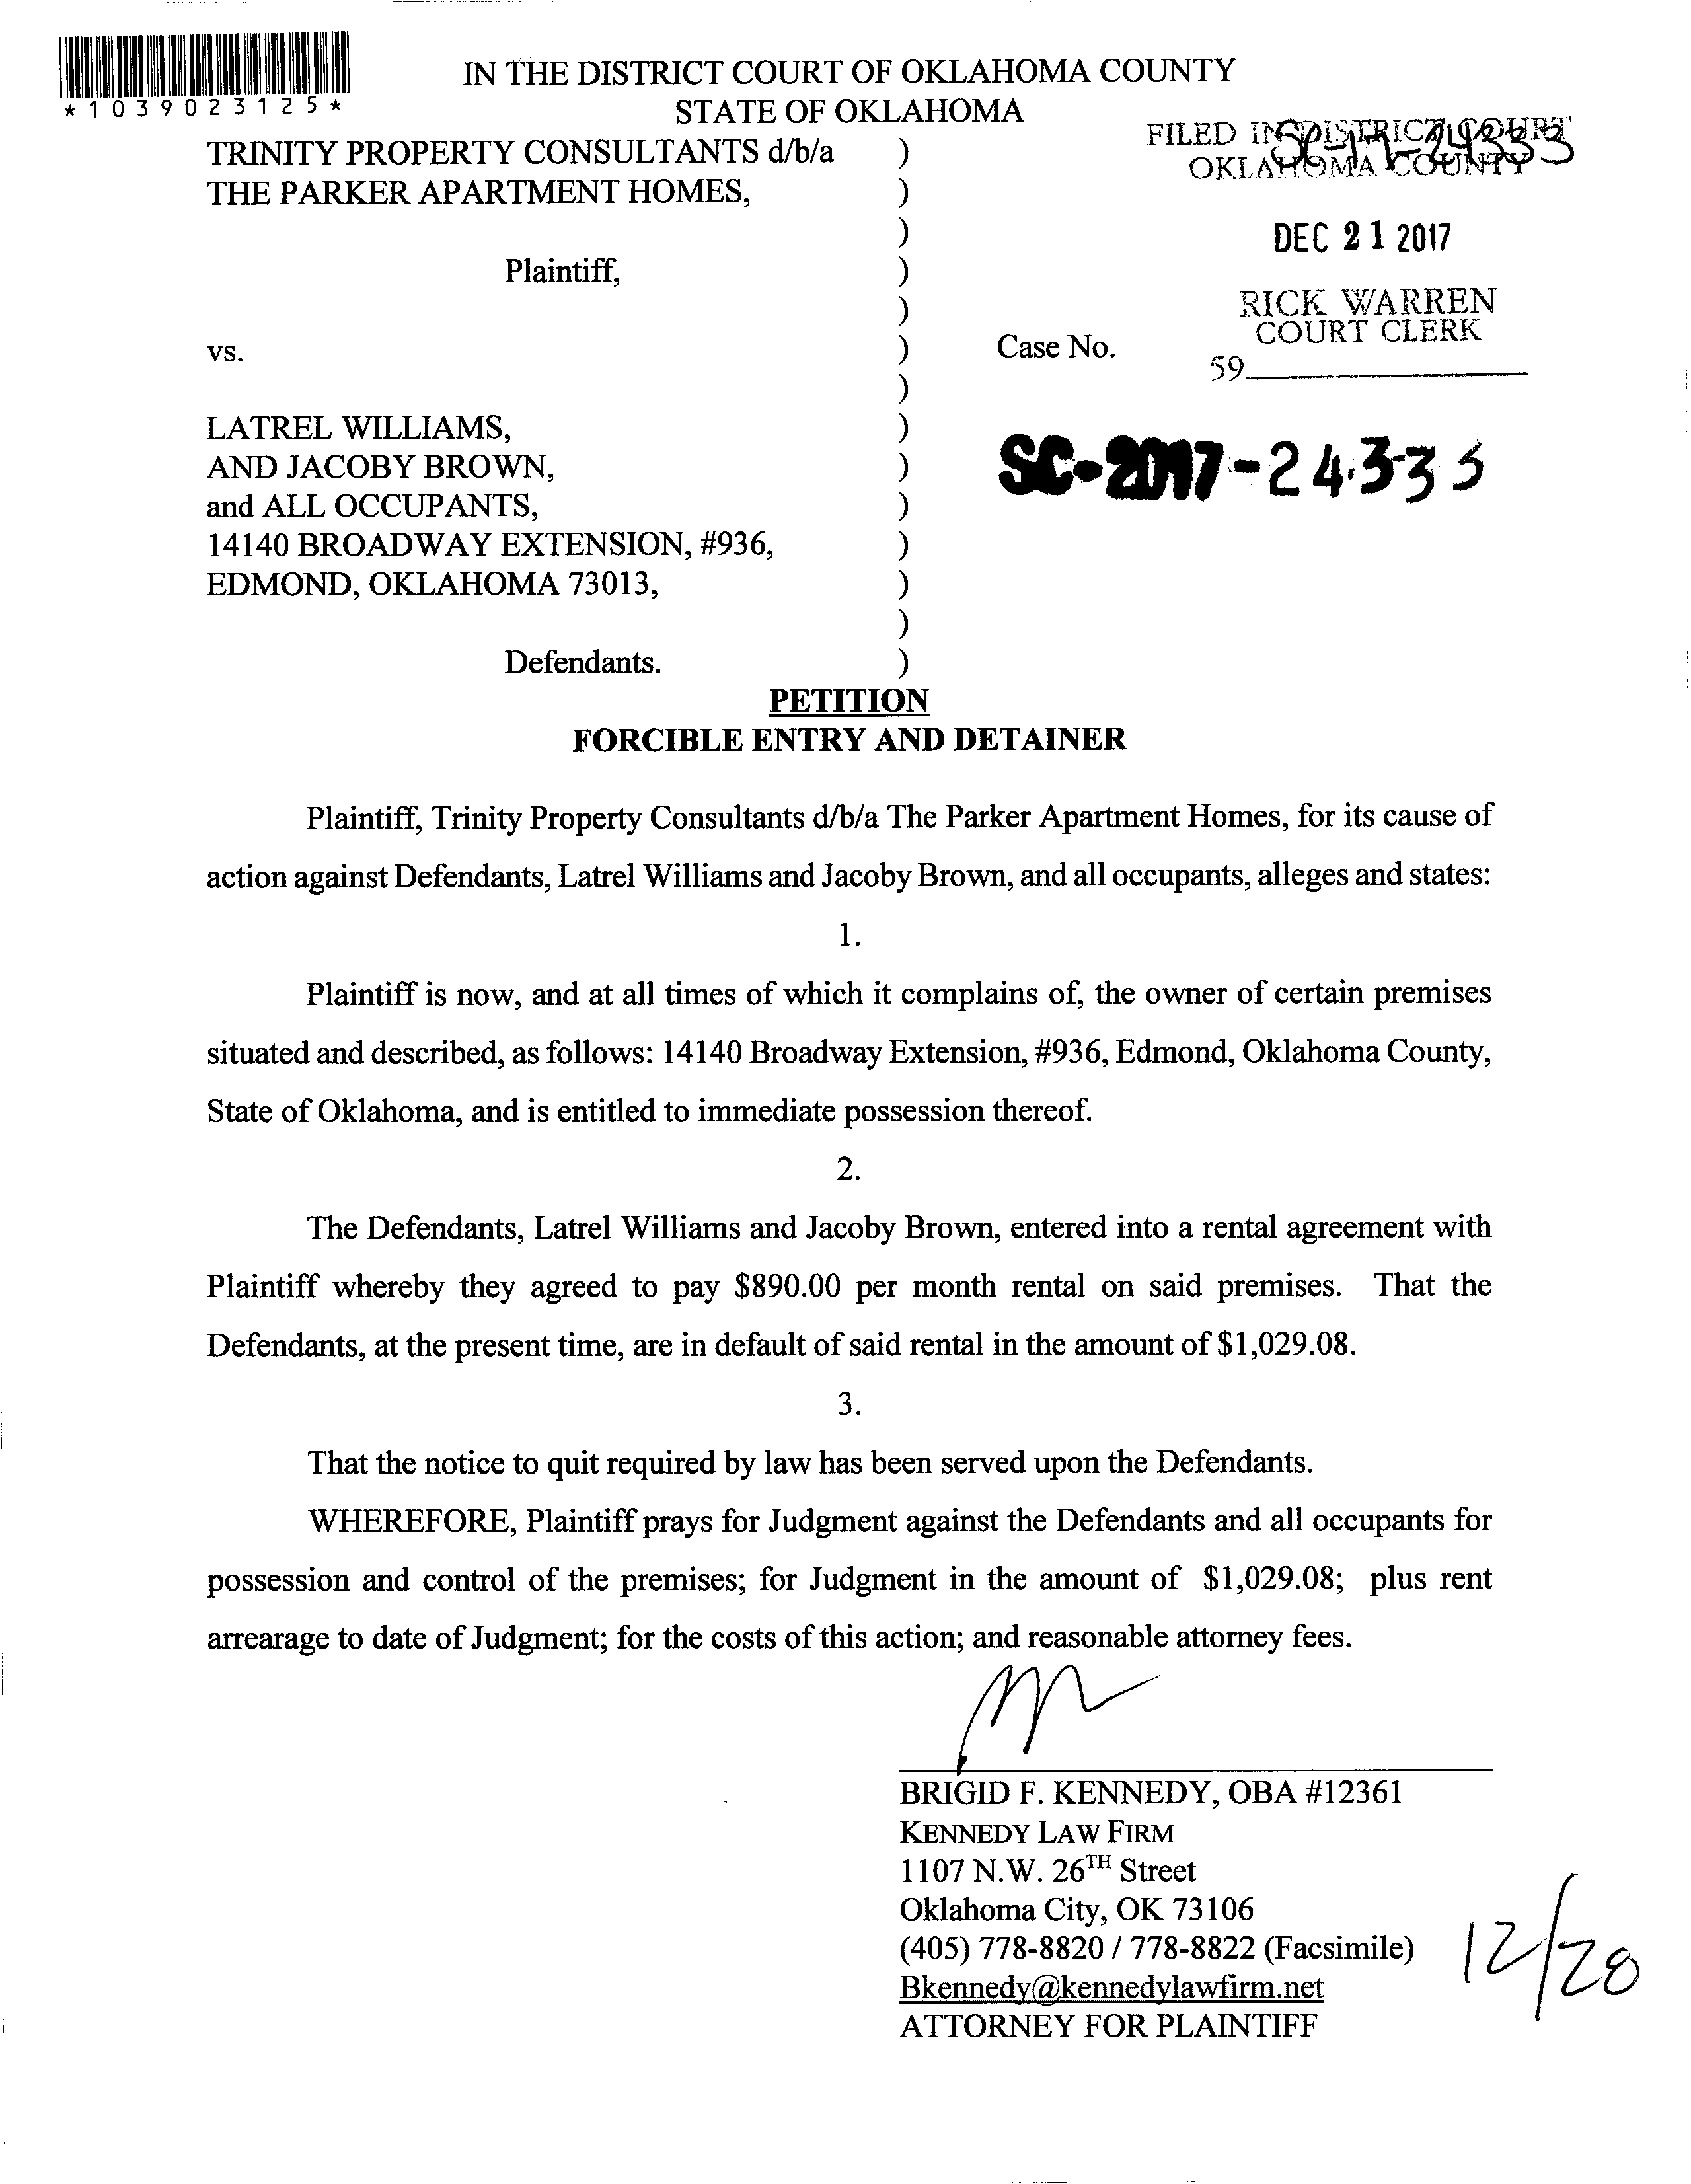 *1039023125*
IN THE DISTRICT COURT OF OKLAHOMA COUNTY
STATE OF OKLAHOMA
TRINITY PROPERTY CONSULTANTS d/b/a )
THE PARKER APARTMENT HOMES, )
)
Plaintiff, )
)
vs. )
)
LATREL WILLIAMS, )
AND JACOBY BROWN, )
and ALL OCCUPANTS, )
14140 BROADWAY EXTENSION, #936, )
EDMOND, OKLAHOMA 73013, )
)
Defendants. )
FILED IN DISTRICT COURT
OKLAHOMA COUNTY
SC-17-24333
DEC 21 2017
RICK WARREN
COURT CLERK
59
Case No.
SC-2017-24333
PETITION
FORCIBLE ENTRY AND DETAINER
Plaintiff, Trinity Property Consultants d/b/a The Parker Apartment Homes, for its cause of
action against Defendants, Latrel Williams and Jacoby Brown, and all occupants, alleges and states:
1.
Plaintiff is now, and at all times of which it complains of, the owner of certain premises
situated and described, as follows: 14140 Broadway Extension, #936, Edmond, Oklahoma County,
State of Oklahoma, and is entitled to immediate possession thereof.
2.
The Defendants, Latrel Williams and Jacoby Brown, entered into a rental agreement with
Plaintiff whereby they agreed to pay $890.00 per month rental on said premises. That the
Defendants, at the present time, are in default of said rental in the amount of $1,029.08.
3.
That the notice to quit required by law has been served upon the Defendants.
WHEREFORE, Plaintiff prays for Judgment against the Defendants and all occupants for
possession and control of the premises; for Judgment in the amount of $1,029.08; plus rent
arrearage to date of Judgment; for the costs of this action; and reasonable attorney fees.
BRIGID F. KENNEDY, OBA #12361
KENNEDY LAW FIRM
1107 N.W. 26TH Street
Oklahoma City, OK 73106
(405) 778-8820 / 778-8822 (Facsimile)
Bkennedy@kennedylawfirm.net
ATTORNEY FOR PLAINTIFF
12/28